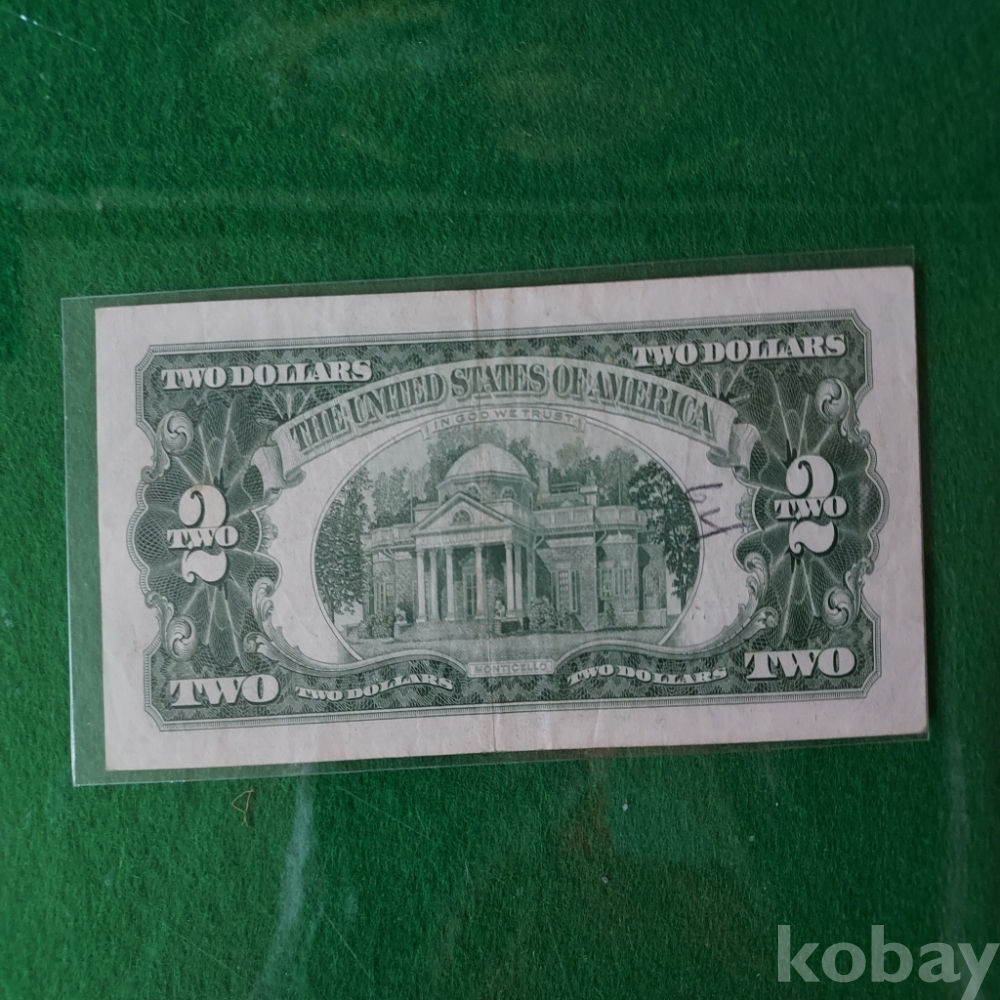 TWO DOLLARS
TWO DOLLARS
THE UNITED STATES OF AMERICA
IN GOD WE TRUST
2
TWO
2
TWO
MONTICELLO
TWO
TWO DOLLARS
TWO DOLLARS
TWO
kobay